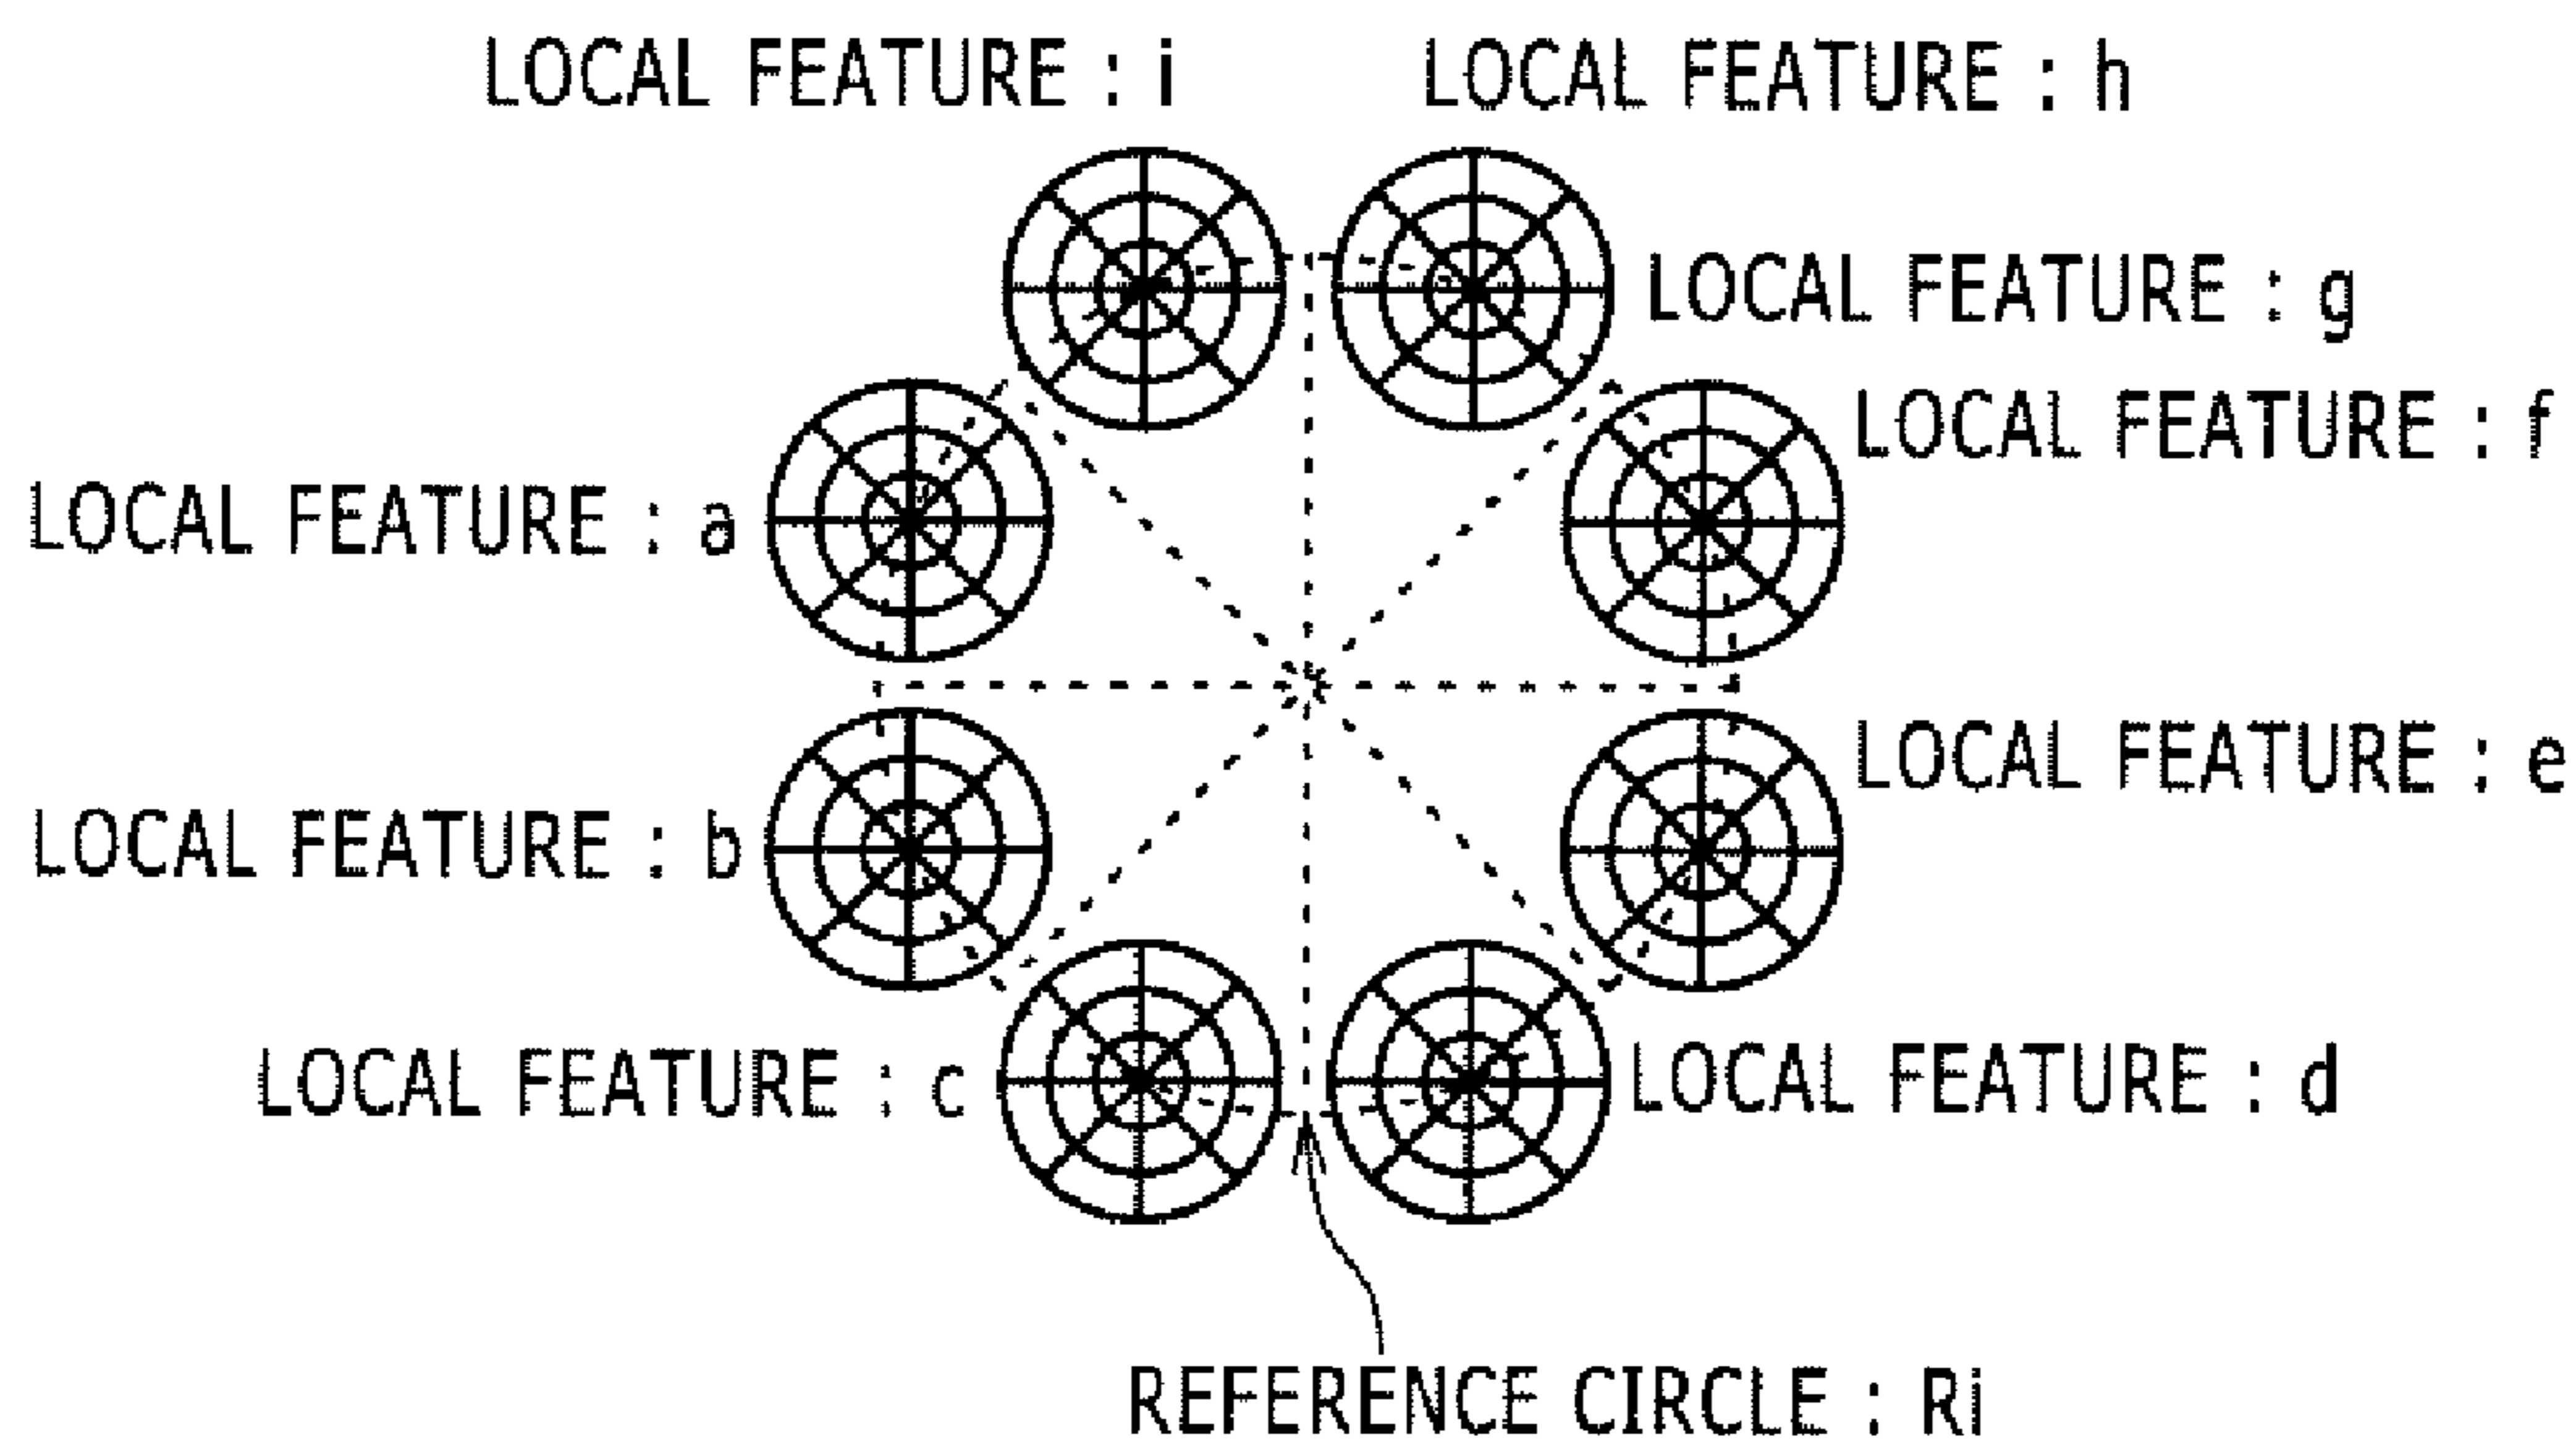 LOCAL FEATURE : i
LOCAL FEATURE : h
LOCAL FEATURE : g
LOCAL FEATURE : f
LOCAL FEATURE : a
LOCAL FEATURE : e
LOCAL FEATURE : b
LOCAL FEATURE : c
LOCAL FEATURE : d
REFERENCE CIRCLE : Ri